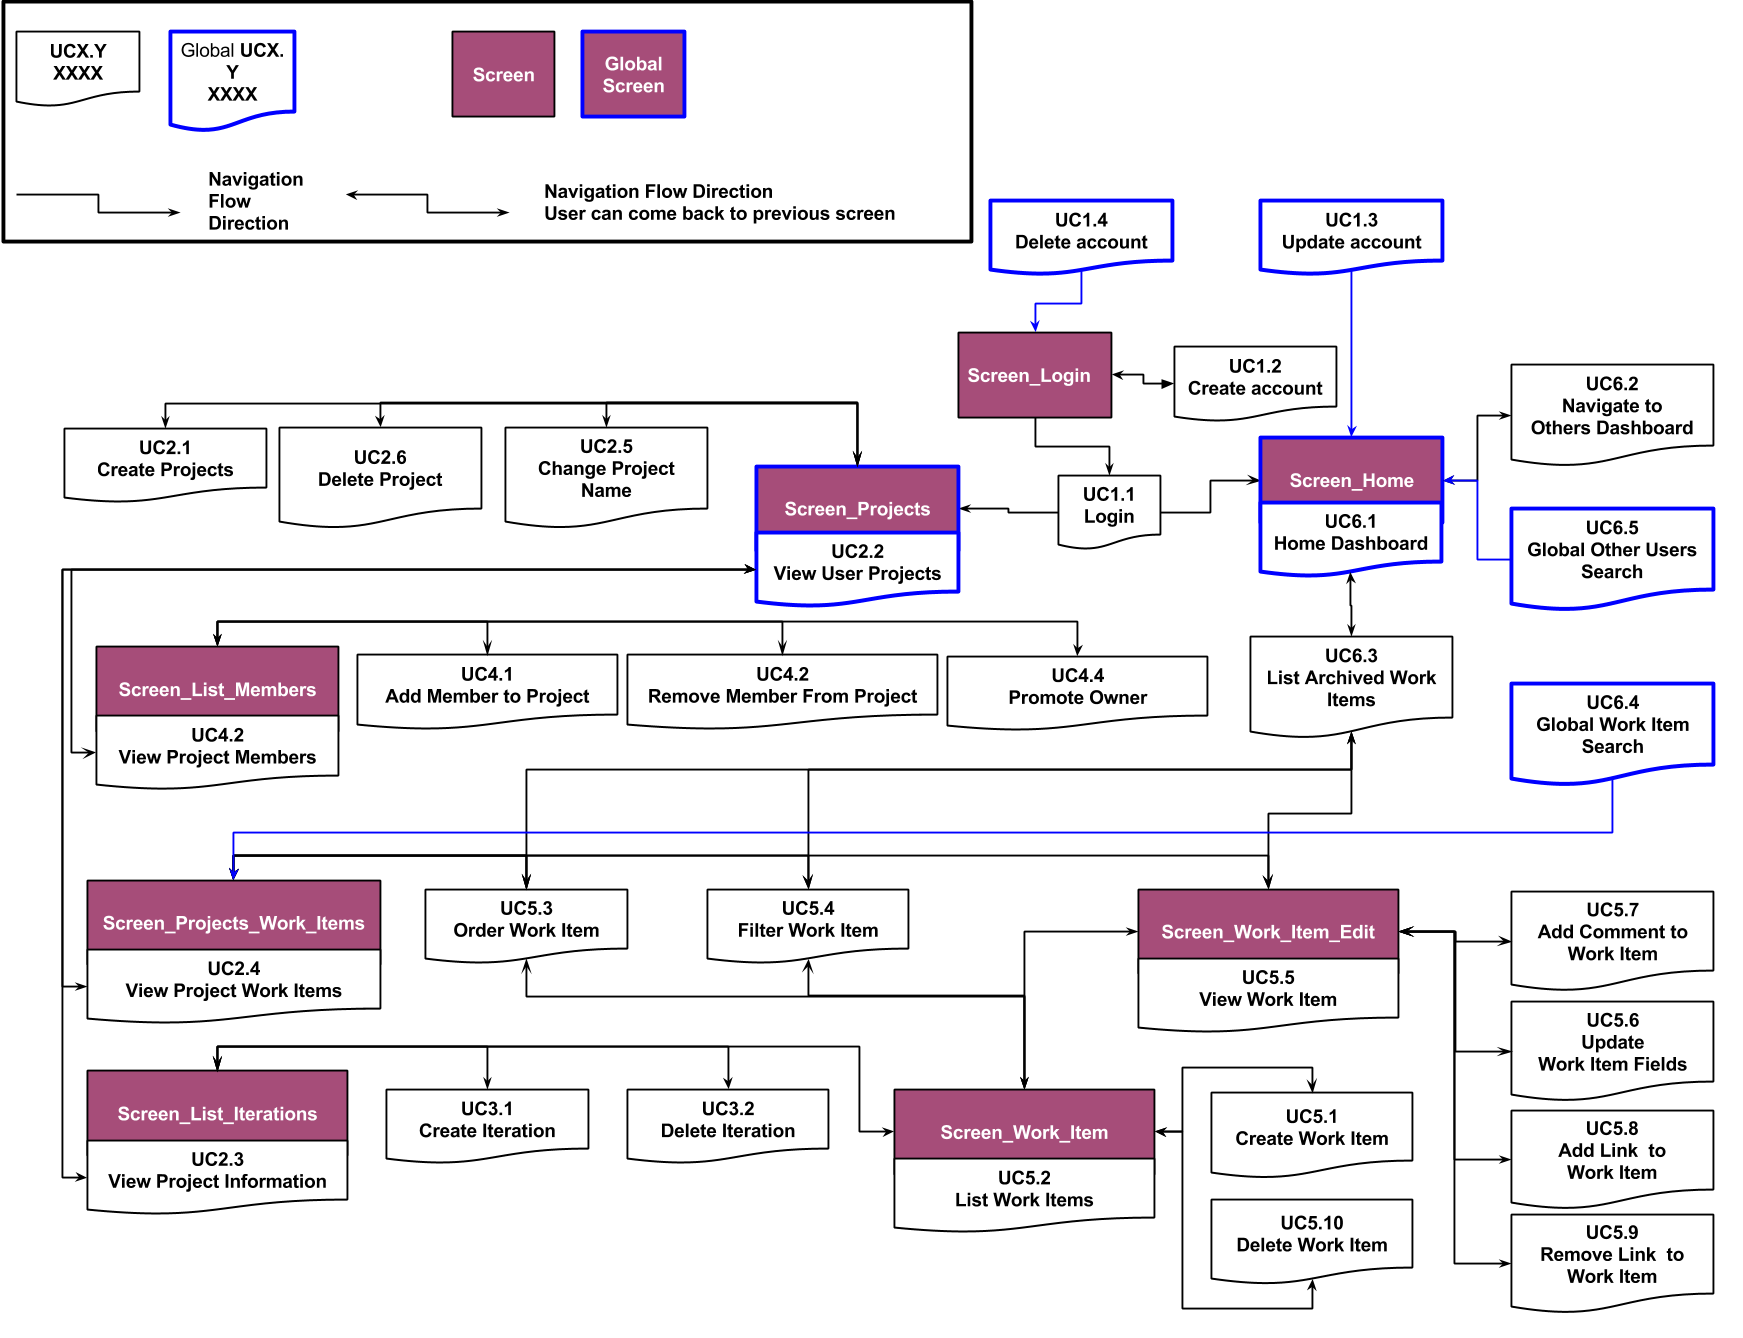 UCX.Y
XXXX
Global UCX.
Y
XXXX
Screen
Global
Screen
Navigation
Flow
Direction
Navigation Flow Direction
User can come back to previous screen
UC1.4
Delete account
UC1.3
Update account
Screen_Login
UC1.2
Create account
UC6.2
Navigate to
Others Dashboard
UC2.1
Create Projects
UC2.6
Delete Project
UC2.5
Change Project
Name
Screen_Projects
UC2.2
View User Projects
UC1.1
Login
Screen_Home
UC6.1
Home Dashboard
UC6.5
Global Other Users
Search
Screen_List_Members
UC4.2
View Project Members
UC4.1
Add Member to Project
UC4.2
Remove Member From Project
UC4.4
Promote Owner
UC6.3
List Archived Work
Items
UC6.4
Global Work Item
Search
Screen_Projects_Work_Items
UC2.4
View Project Work Items
UC5.3
Order Work Item
UC5.4
Filter Work Item
Screen_Work_Item_Edit
UC5.5
View Work Item
UC5.7
Add Comment to
Work Item
UC5.6
Update
Work Item Fields
Screen_List_Iterations
UC2.3
View Project Information
UC3.1
Create Iteration
UC3.2
Delete Iteration
Screen_Work_Item
UC5.2
List Work Items
UC5.1
Create Work Item
UC5.8
Add Link  to
Work Item
UC5.10
Delete Work Item
UC5.9
Remove Link  to
Work Item